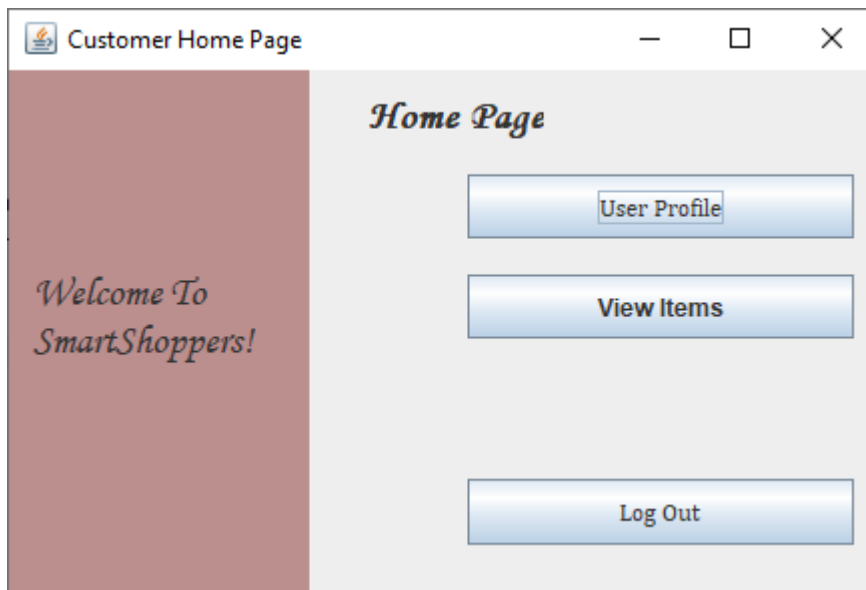 Customer Home Page
Home Page
User Profile
View Items
Welcome To
SmartShoppers!
Log Out